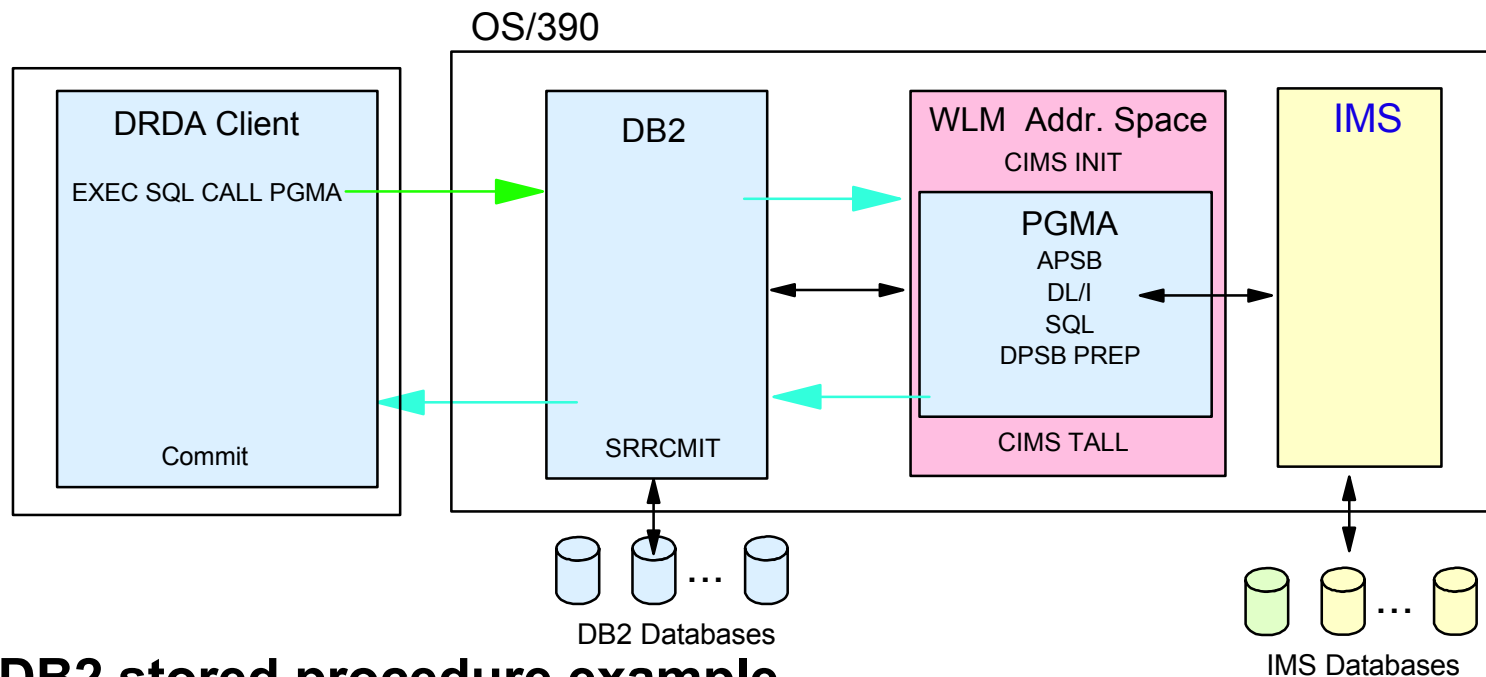 OS/390
DRDA Client
EXEC SQL CALL PGMA
Commit
DB2
SRRCMIT
WLM Addr. Space
CIMS INIT
PGMA
APSB
DL/I
SQL
DPSB PREP
CIMS TALL
IMS
...
DB2 Databases
...
IMS Databases
DB2 stored procedure example